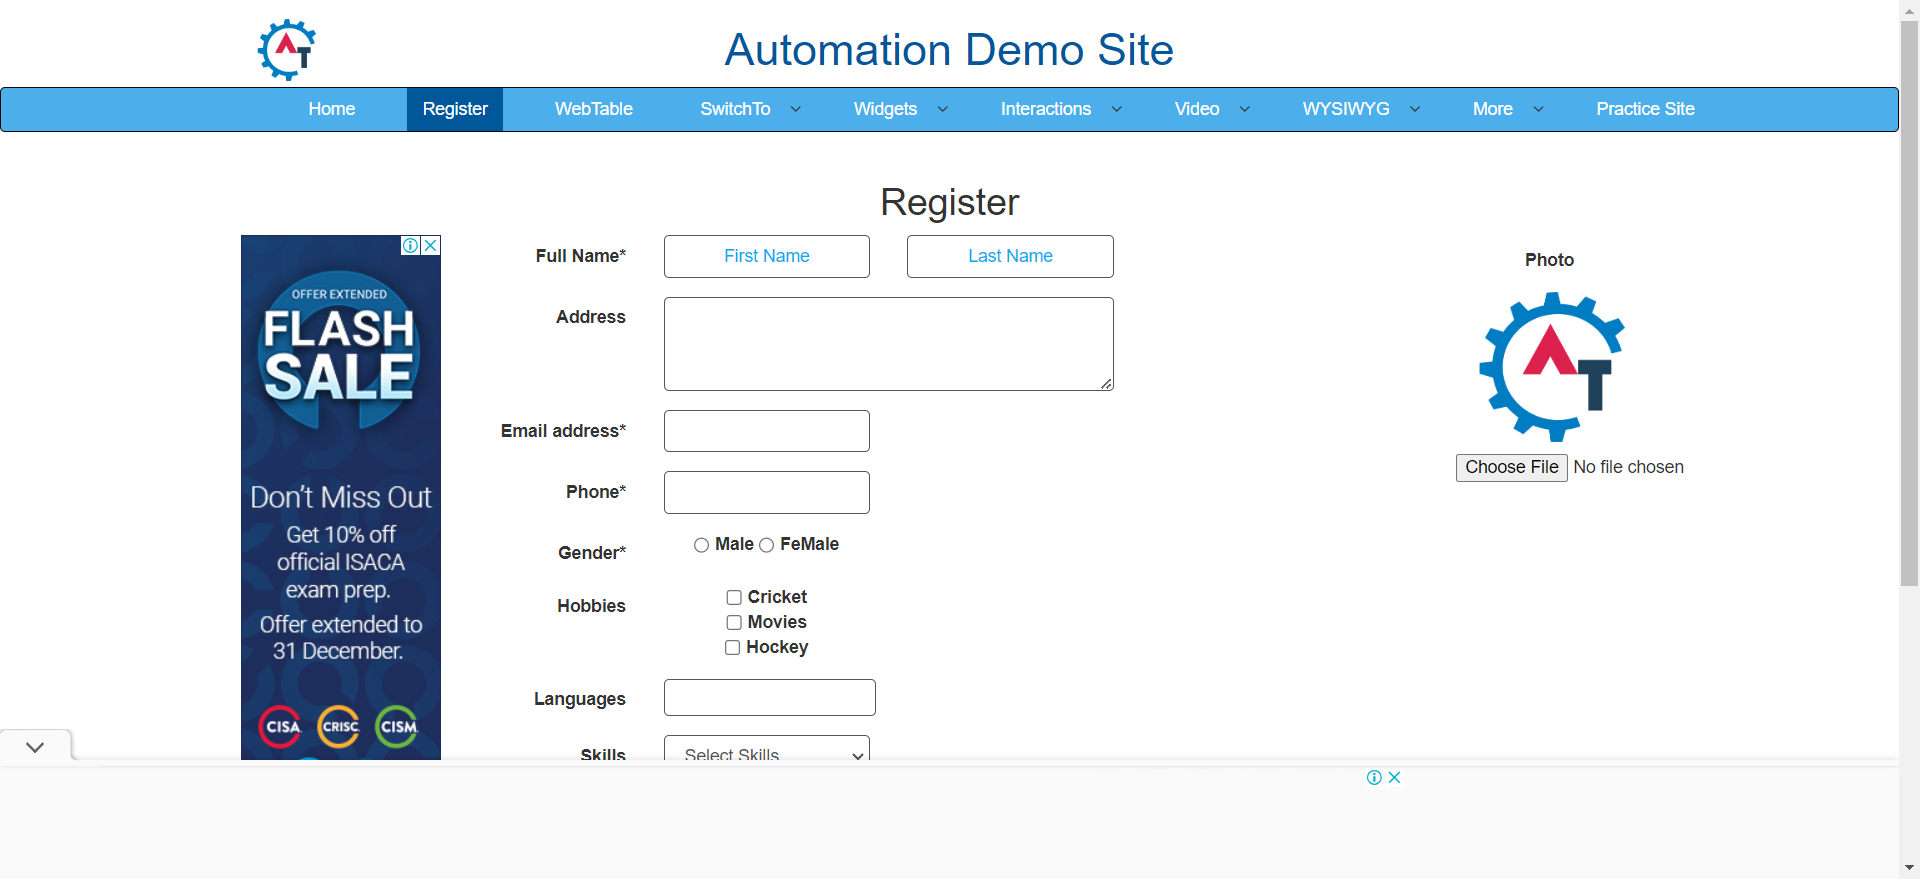 AT
Automation Demo Site
Home Register WebTable SwitchTo Widgets Interactions Video WYSIWYG More Practice Site
Register
OFFER EXTENDED
FLASH
SALE
Don't Miss Out
Get 10% off
official ISACA
exam prep.
Offer extended to
31 December.
CISA. CRISC. CISM.
Full Name* First Name Last Name
Address
Email address*
Phone*
Gender* Male FeMale
Hobbies Cricket
Movies
Hockey
Languages
Skills Select Skills
Photo
AT
Choose File No file chosen